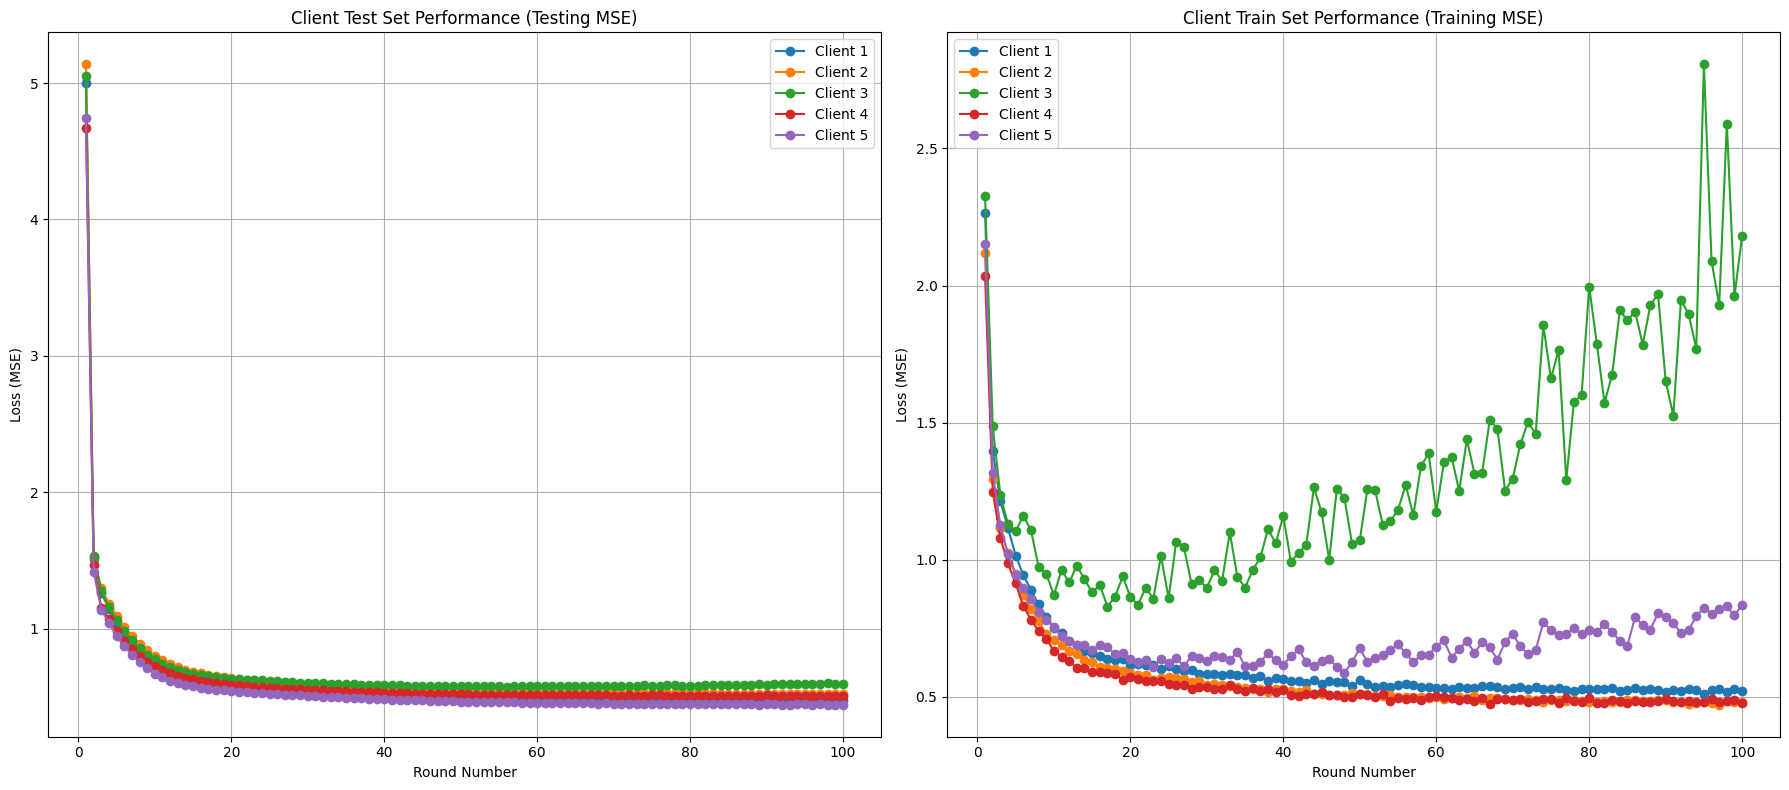 Client Test Set Performance (Testing MSE)
Loss (MSE)
5
4
3
2
1
0
20
40
60
80
100
Round Number
Client 1
Client 2
Client 3
Client 4
Client 5
Client Train Set Performance (Training MSE)
Loss (MSE)
2.5
2.0
1.5
1.0
0.5
0
20
40
60
80
100
Round Number
Client 1
Client 2
Client 3
Client 4
Client 5